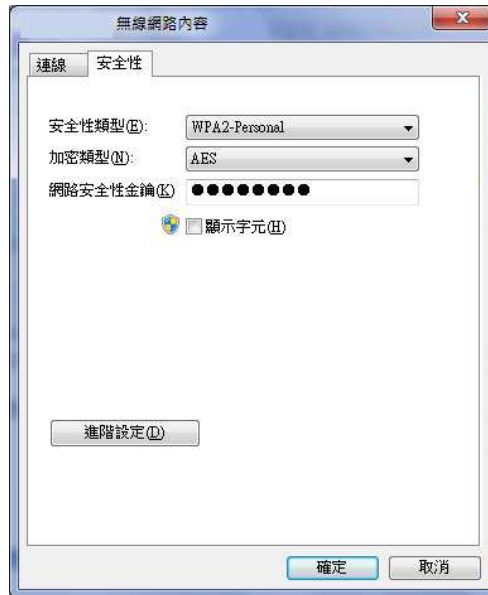 無線網路內容
連線 安全性
安全性類型(E): WPA2-Personal
加密類型(N): AES
網路安全性金鑰(K) ●●●●●●●●
顯示字元(H)
進階設定(D)
確定 取消